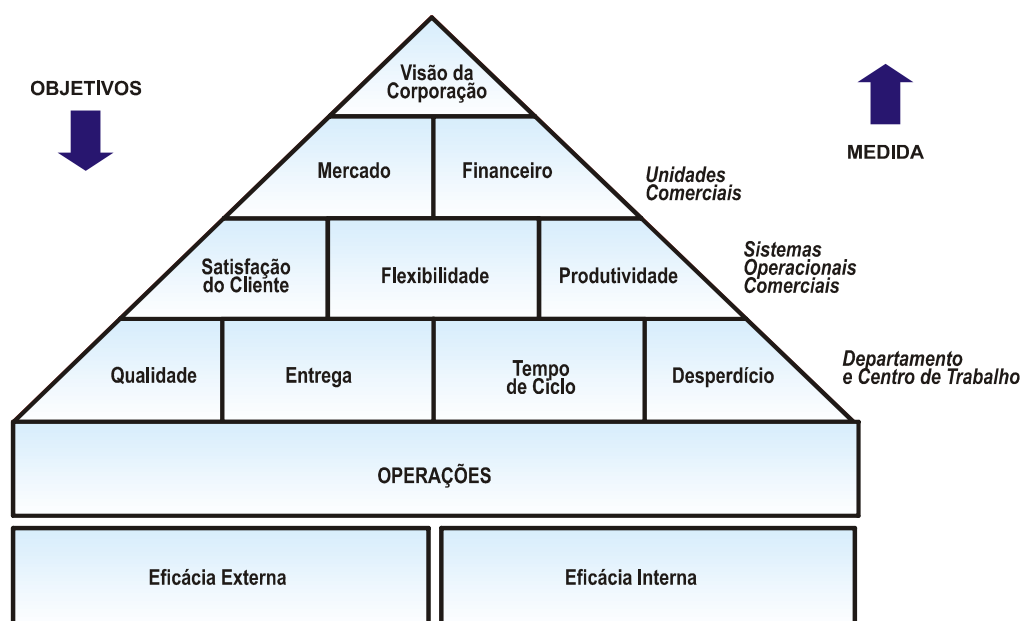 Visão da
Corporação
OBJETIVOS
MEDIDA
Mercado
Financeiro
Unidades
Comerciais
Satisfação
do Cliente
Flexibilidade
Produtividade
Sistemas
Operacionais
Comerciais
Qualidade
Entrega
Tempo
de Ciclo
Desperdício
Departamento
e Centro de Trabalho
OPERAÇÕES
Eficácia Externa
Eficácia Interna